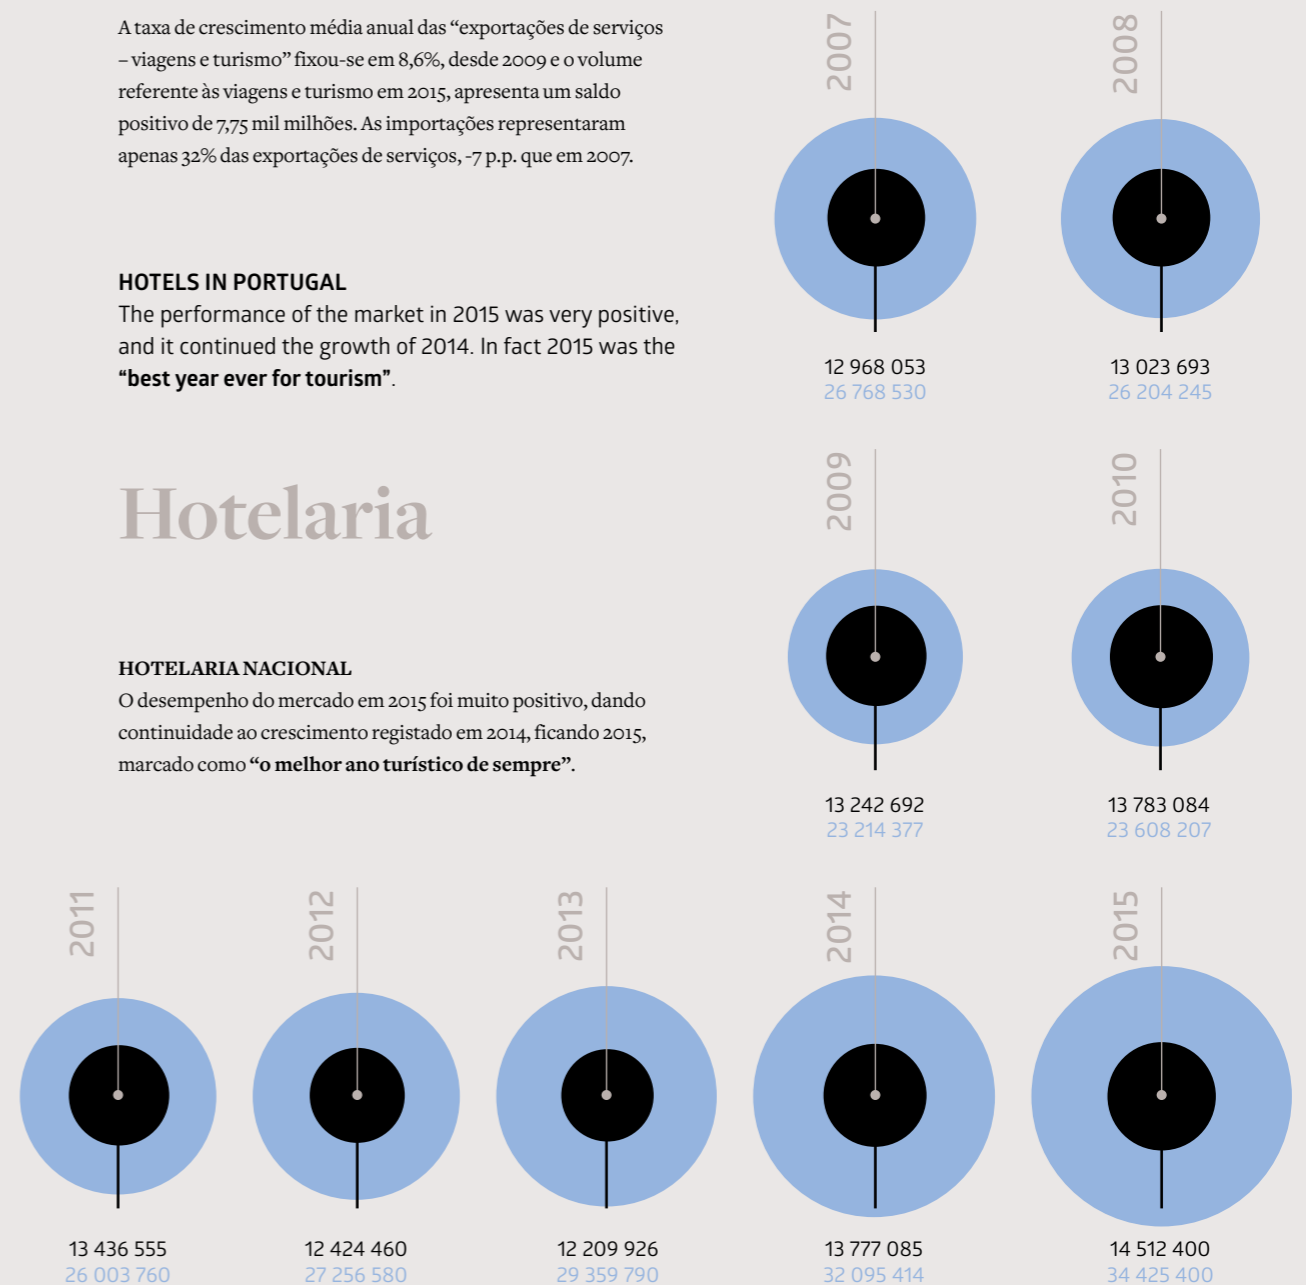 A taxa de crescimento média anual das “exportações de serviços
– viagens e turismo” fixou-se em 8,6%, desde 2009 e o volume
referente às viagens e turismo em 2015, apresenta um saldo
positivo de 7,75 mil milhões. As importações representaram
apenas 32% das exportações de serviços, -7 p.p. que em 2007.
HOTELS IN PORTUGAL
The performance of the market in 2015 was very positive,
and it continued the growth of 2014. In fact 2015 was the
“best year ever for tourism”.
Hotelaria
HOTELARIA NACIONAL
O desempenho do mercado em 2015 foi muito positivo, dando
continuidade ao crescimento registado em 2014, ficando 2015,
marcado como “o melhor ano turístico de sempre”.
2007
12 968 053
26 768 530
2008
13 023 693
26 204 245
2009
13 242 692
23 214 377
2010
13 783 084
23 608 207
2011
13 436 555
26 003 760
2012
12 424 460
27 256 580
2013
12 209 926
29 359 790
2014
13 777 085
32 095 414
2015
14 512 400
34 425 400